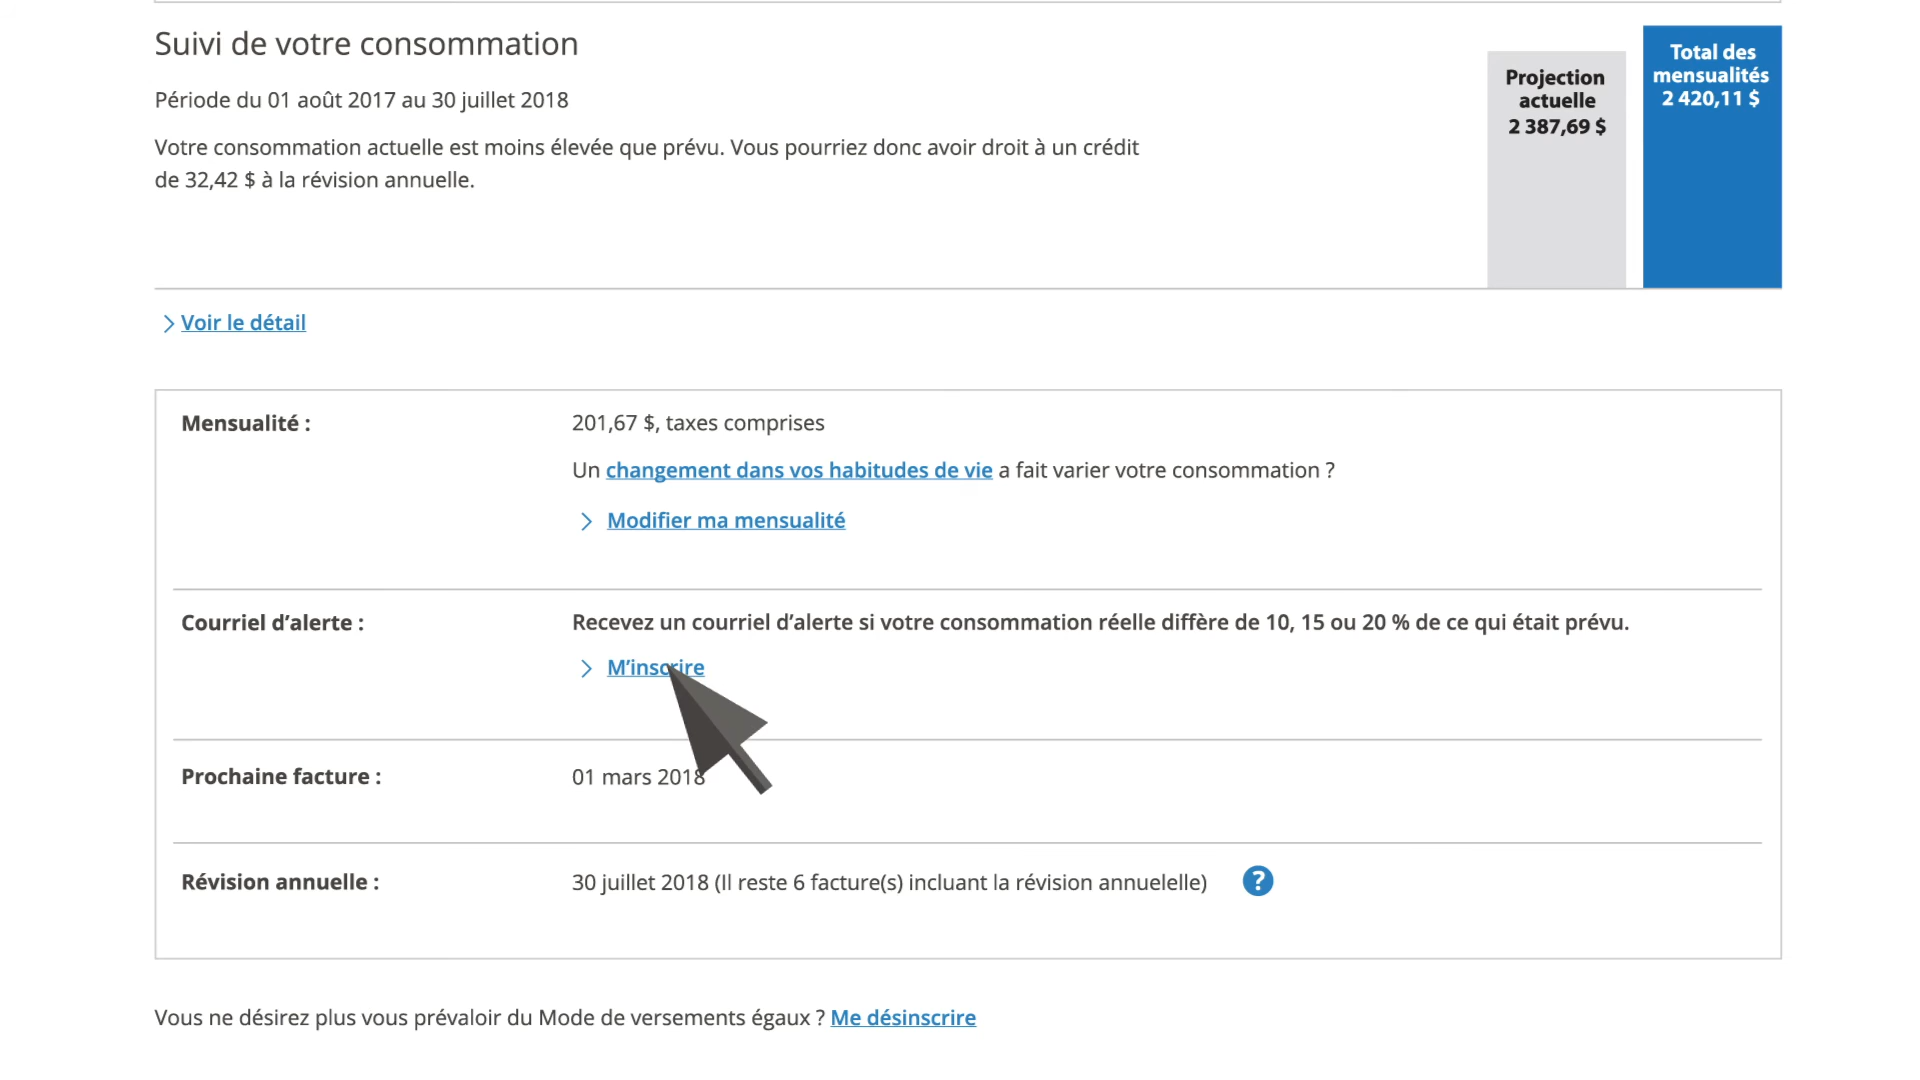 Suivi de votre consommation
Période du 01 août 2017 au 30 juillet 2018
Votre consommation actuelle est moins élevée que prévu. Vous pourriez donc avoir droit à un crédit
de 32,42 $ à la révision annuelle.
Projection
actuelle
2 387,69 $
Total des
mensualités
2 420,11 $
Voir le détail
Mensualité :
201,67 $, taxes comprises
Un changement dans vos habitudes de vie a fait varier votre consommation ?
Modifier ma mensualité
Courriel d’alerte :
Recevez un courriel d’alerte si votre consommation réelle diffère de 10, 15 ou 20 % de ce qui était prévu.
M’inscrire
Prochaine facture :
01 mars 2018
Révision annuelle :
30 juillet 2018 (Il reste 6 facture(s) incluant la révision annuelelle)
?
Vous ne désirez plus vous prévaloir du Mode de versements égaux ? Me désinscrire